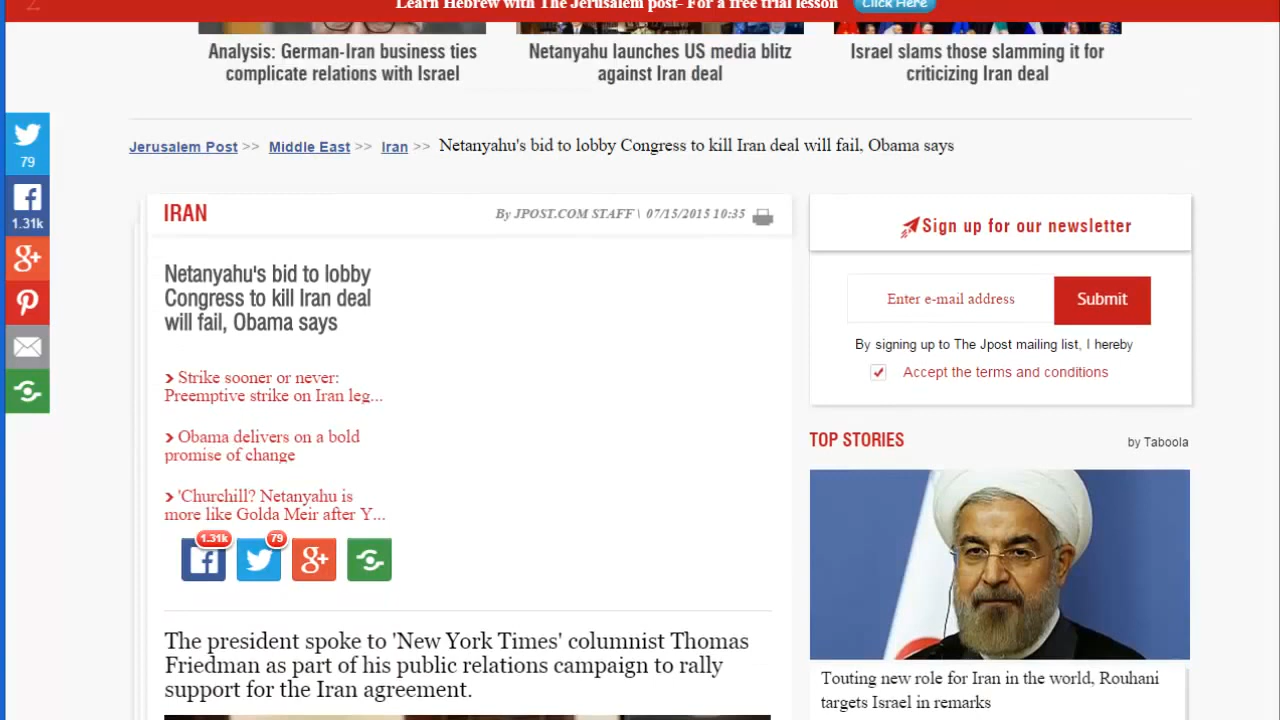 Learn Hebrew with The Jerusalem post- For a free trial lesson Click Here
Analysis: German-Iran business ties
complicate relations with Israel
Netanyahu launches US media blitz
against Iran deal
Israel slams those slamming it for
criticizing Iran deal
79
1.31k
Jerusalem Post >> Middle East >> Iran >> Netanyahu's bid to lobby Congress to kill Iran deal will fail, Obama says
IRAN
By JPOST.COM STAFF \ 07/15/2015 10:35
Netanyahu's bid to lobby
Congress to kill Iran deal
will fail, Obama says
Strike sooner or never:
Preemptive strike on Iran leg...
Obama delivers on a bold
promise of change
'Churchill? Netanyahu is
more like Golda Meir after Y...
1.31k
79
The president spoke to 'New York Times' columnist Thomas
Friedman as part of his public relations campaign to rally
support for the Iran agreement.
Sign up for our newsletter
Enter e-mail address
Submit
By signing up to The Jpost mailing list, I hereby
Accept the terms and conditions
TOP STORIES
by Taboola
Touting new role for Iran in the world, Rouhani
targets Israel in remarks